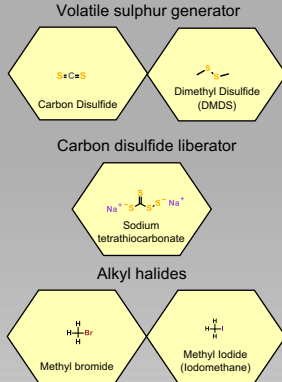 Volatile sulphur generator
S=C=S
S
S
Carbon Disulfide
Dimethyl Disulfide
(DMDS)
Carbon disulfide liberator
S
Na+ -S S S- Na+
Sodium
tetrathiocarbonate
Alkyl halides
H
H Br
H
H
H I
H
Methyl bromide
Methyl Iodide
(Iodomethane)